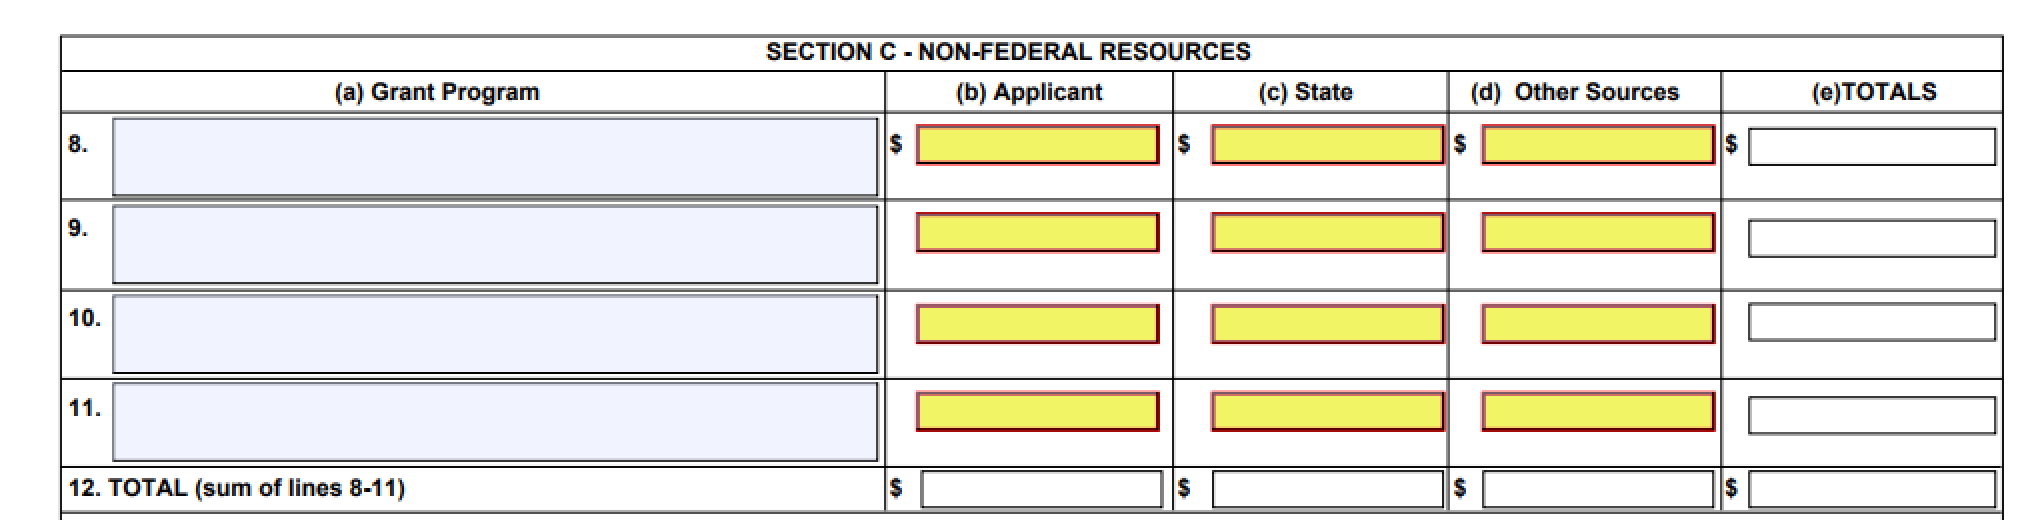 SECTION C - NON-FEDERAL RESOURCES
(a) Grant Program (b) Applicant (c) State (d) Other Sources (e)TOTALS
8. $ $ $ $
9.
10.
11.
12. TOTAL (sum of lines 8-11) $ $ $ $